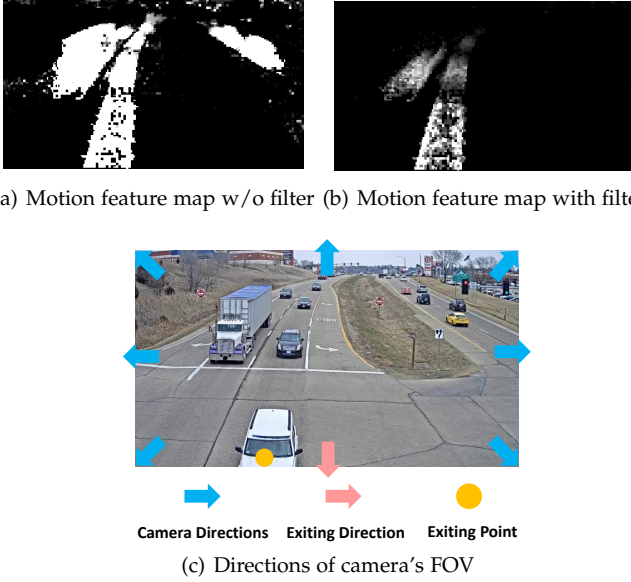 a) Motion feature map w/o filter (b) Motion feature map with filte
Camera Directions Exiting Direction Exiting Point
(c) Directions of camera's FOV